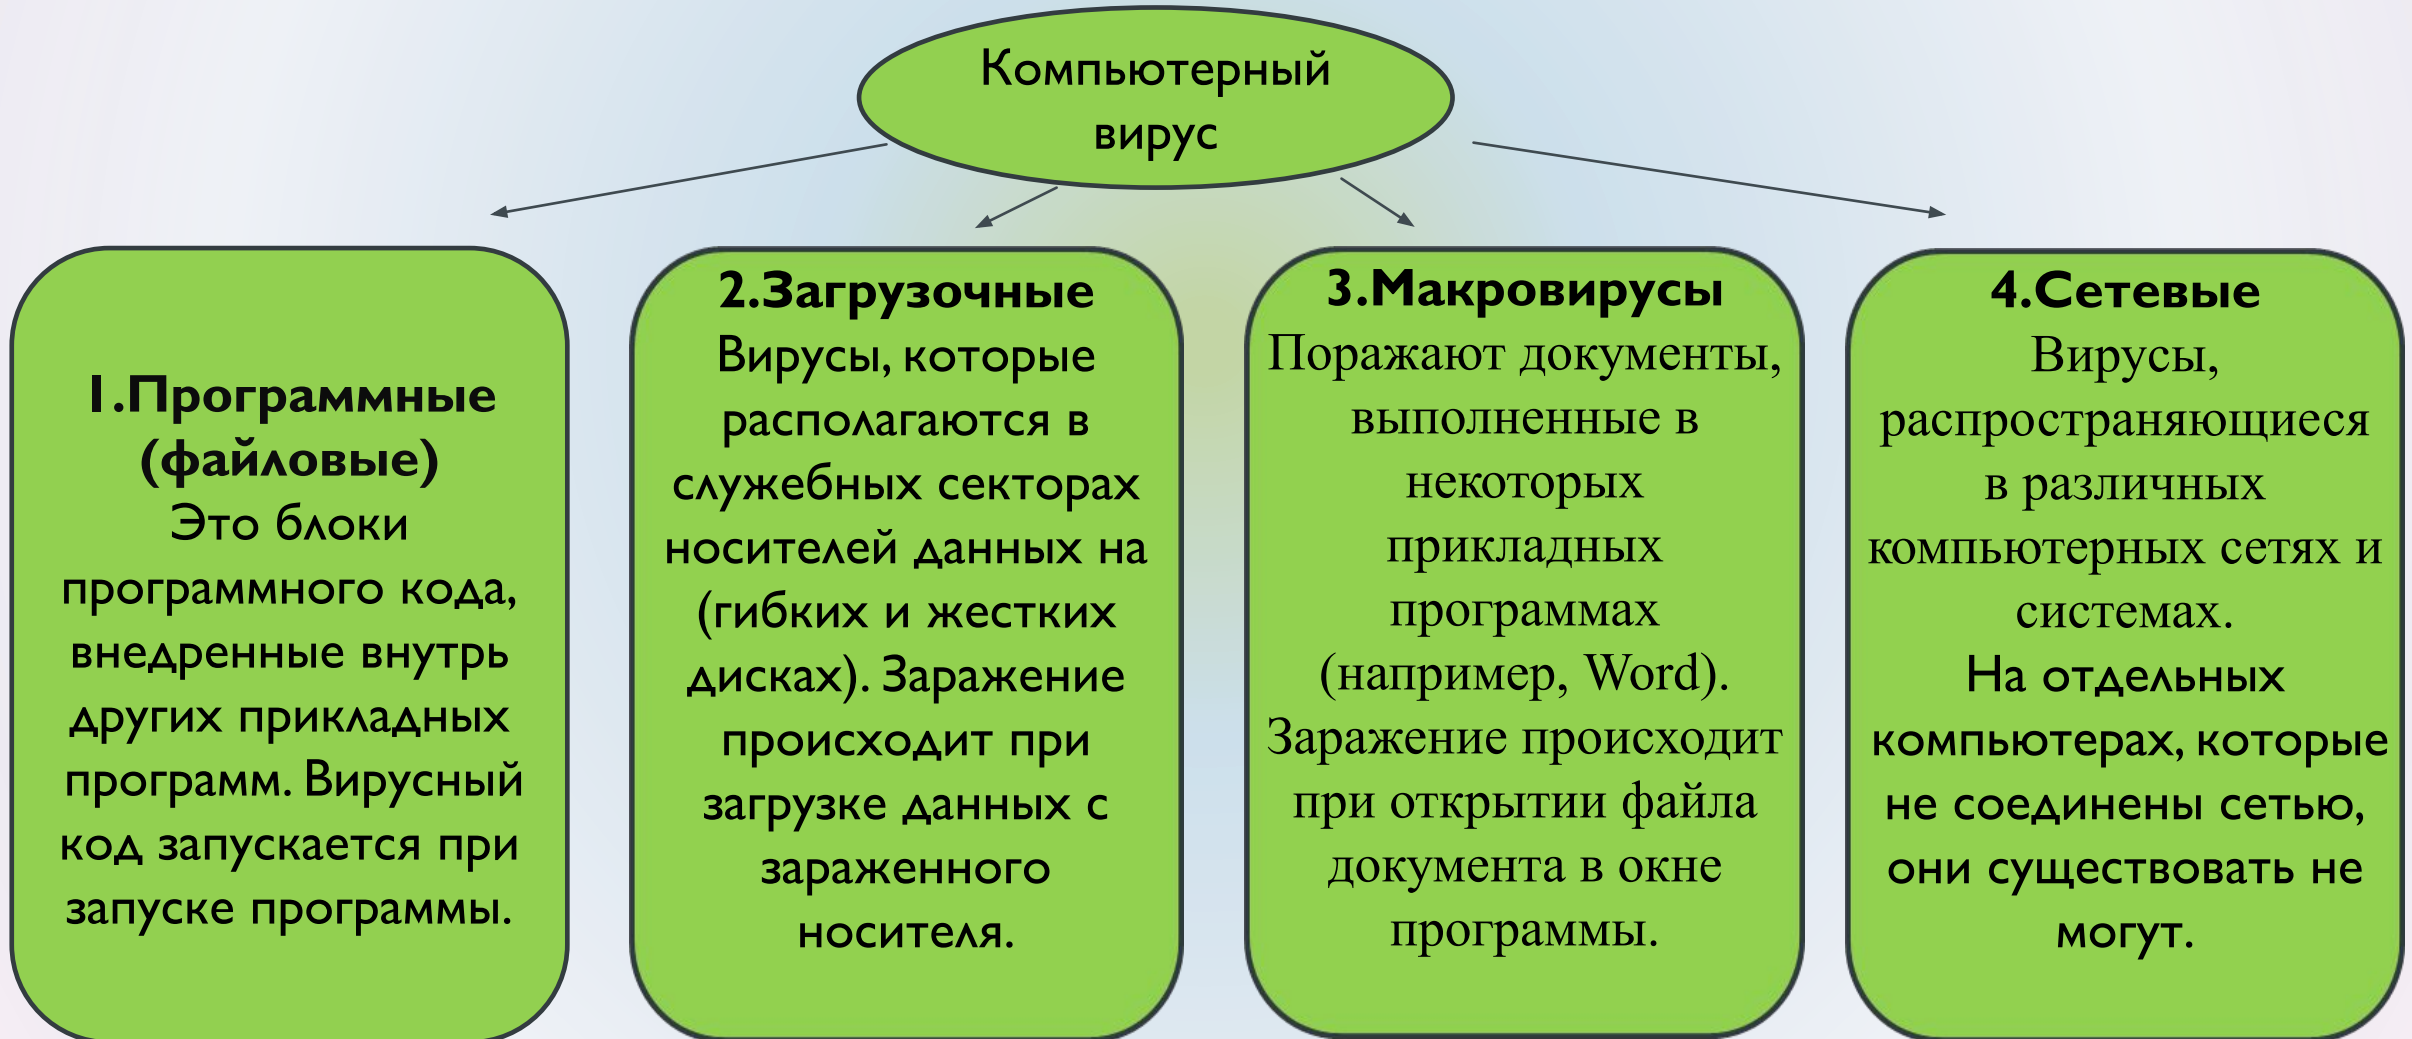 Компьютерный
вирус
1.Программные
(файловые)
Это блоки
программного кода,
внедренные внутрь
других прикладных
программ. Вирусный
код запускается при
запуске программы.
2.Загрузочные
Вирусы, которые
располагаются в
служебных секторах
носителей данных на
(гибких и жестких
дисках). Заражение
происходит при
загрузке данных с
зараженного
носителя.
3.Макровирусы
Поражают документы,
выполненные в
некоторых
прикладных
программах
(например, Word).
Заражение происходит
при открытии файла
документа в окне
программы.
4.Сетевые
Вирусы,
распространяющиеся
в различных
компьютерных сетях и
системах.
На отдельных
компьютерах, которые
не соединены сетью,
они существовать не
могут.